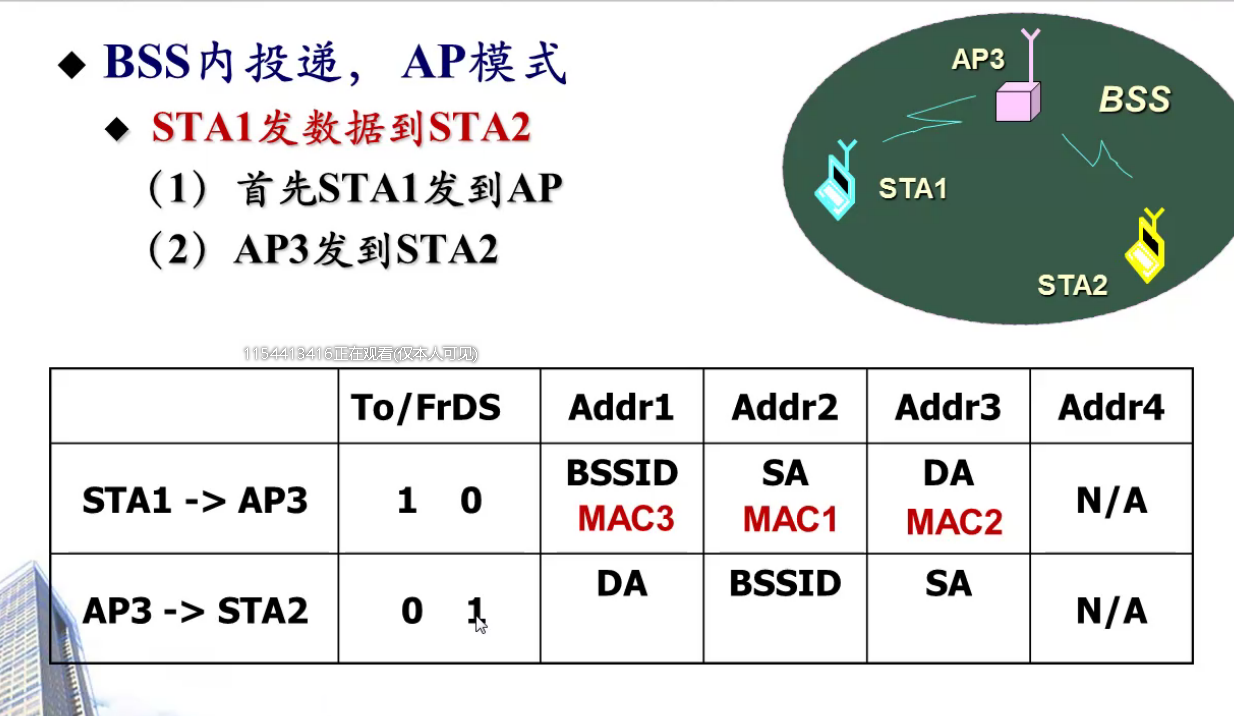 BSS内投递，AP模式
STA1发数据到STA2
（1）首先STA1发到AP
（2）AP3发到STA2
AP3
BSS
STA1
STA2
1154413416正在观看(仅本人可见)
To/FrDS Addr1 Addr2 Addr3 Addr4
STA1 -> AP3 1 0 BSSID MAC3 SA MAC1 DA MAC2 N/A
AP3 -> STA2 0 1 DA BSSID SA N/A